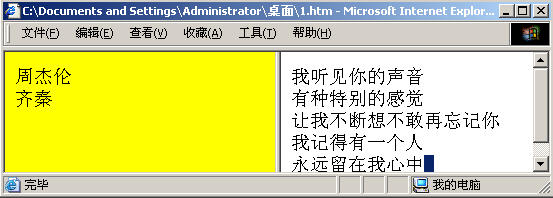 C:\Documents and Settings\Administrator\桌面\1.htm - Microsoft Internet Explor...
文件(F) 编辑(E) 查看(V) 收藏(A) 工具(T) 帮助(H)
周杰伦
齐秦
我听见你的声音
有种特别的感觉
让我不断想不敢再忘记你
我记得有一个人
永远留在我心中
完毕
我的电脑